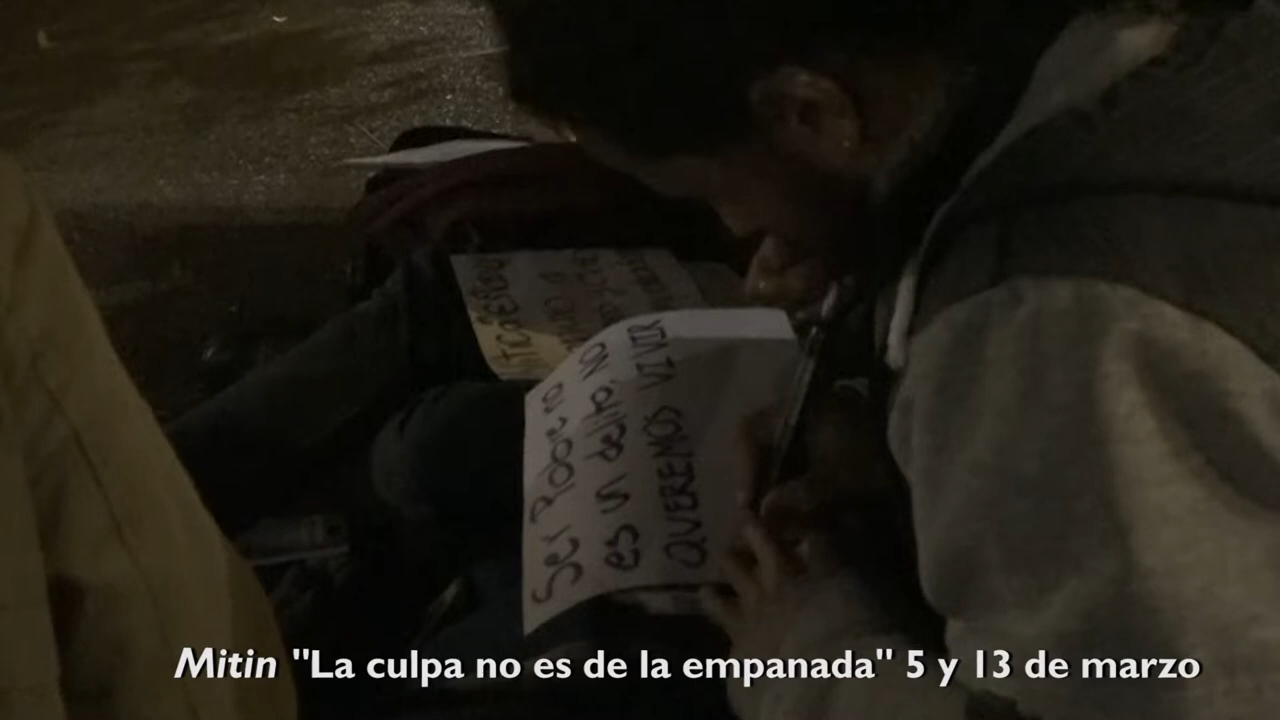 Ser Pobre no
es un delito, NO
QUEREMOS VIVIR
Mitin "La culpa no es de la empanada" 5 y 13 de marzo